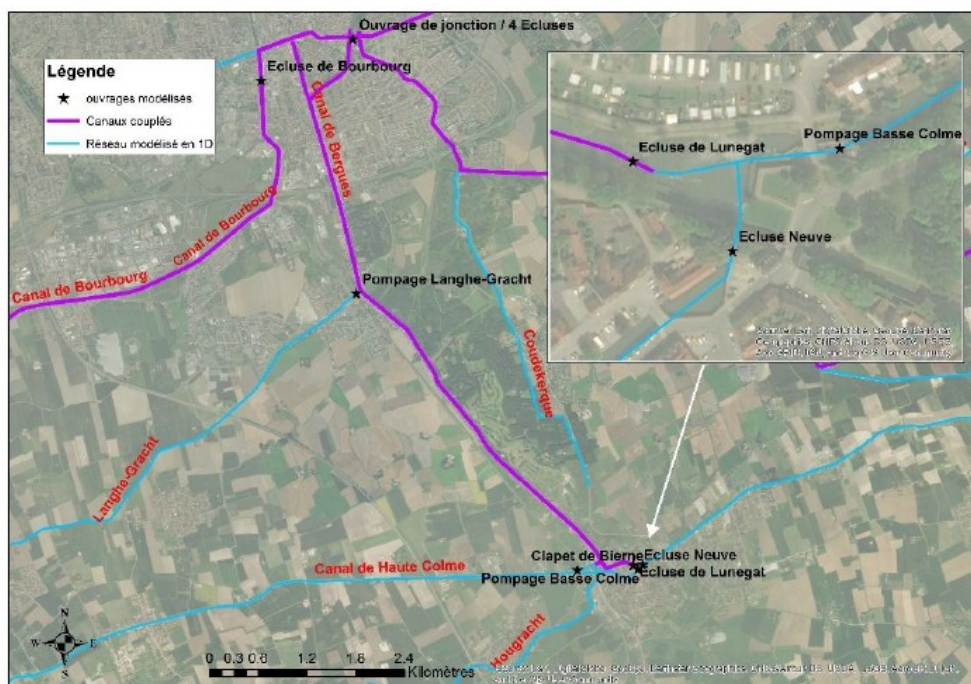 Ouvrage de jonction / 4 Ecluses
Légende
ouvrages modélisés
Canaux couplés
Réseau modélisé en 1D
Ecluse de Bourbourg
Canal de Bergues
Pompage Basse Colme
Ecluse de Lunegat
Ecluse Neuve
Canal de Bourbourg
Canal de Bourbourg
Pompage Langhe-Gracht
Coudekerque
Langhe-Gracht
Clapet de Bierne
Ecluse Neuve
Canal de Haute Colme
Pompage Basse Colme
Ecluse de Lunegat
Hougracht
N
W
E
S
0 0.3 0.6 1.2 1.8 2.4
Kilomètres